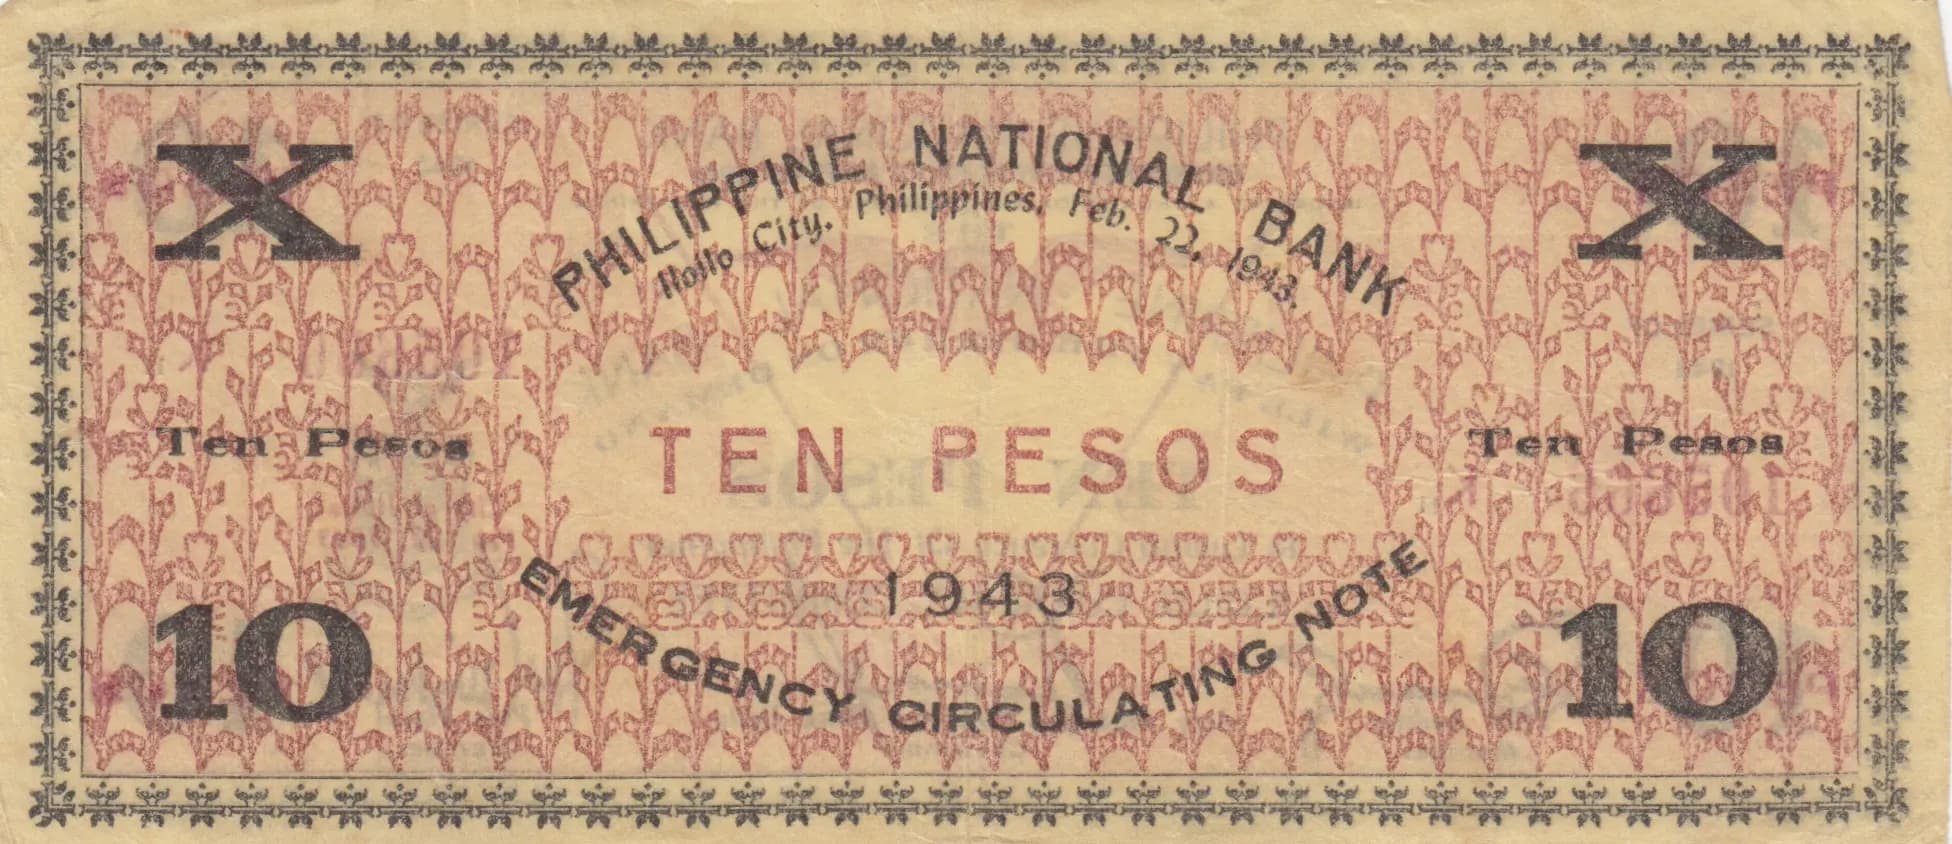 X
X
PHILIPPINE NATIONAL BANK
Iloilo City, Philippines, Feb. 22, 1943.
Ten Pesos
TEN PESOS
Ten Pesos
1943
10
10
EMERGENCY CIRCULATING NOTE